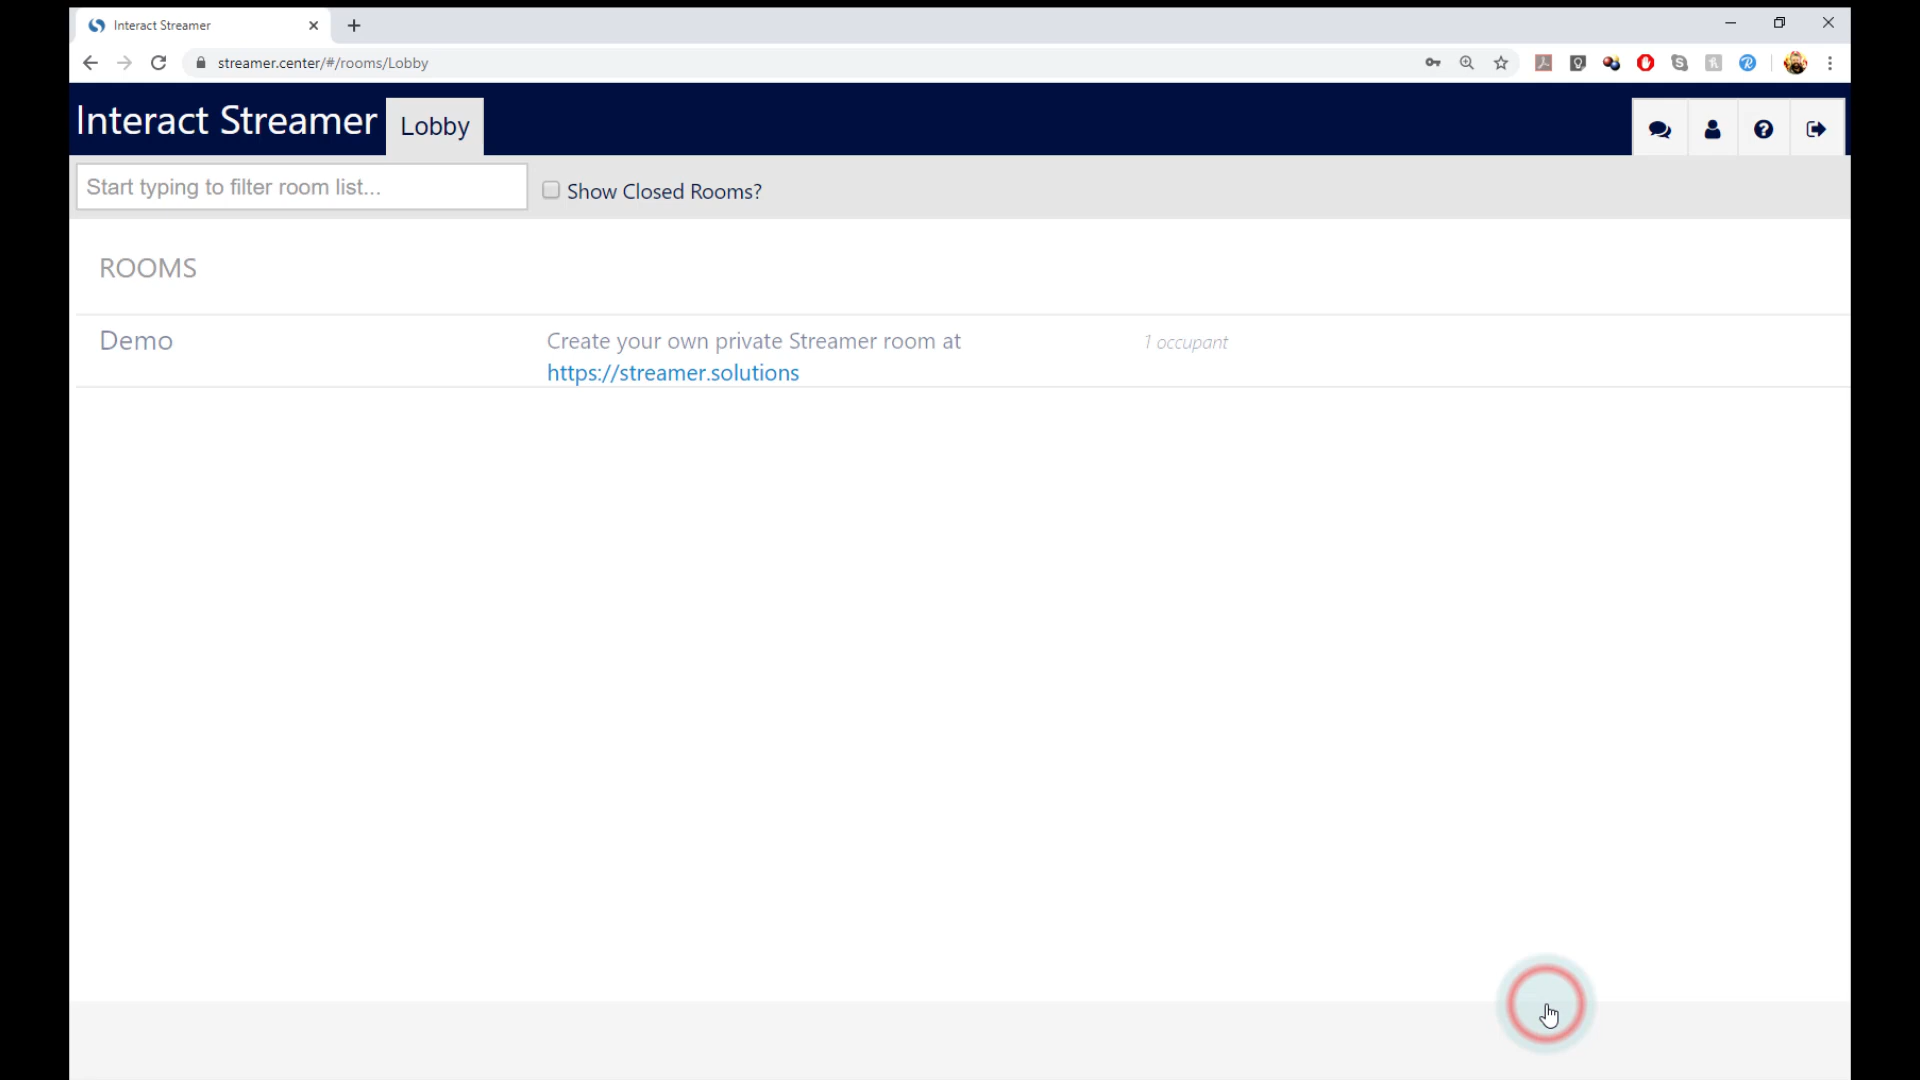 Interact Streamer
streamer.center/#/rooms/Lobby
Interact Streamer
Lobby
Start typing to filter room list...
Show Closed Rooms?
ROOMS
Demo
Create your own private Streamer room at
https://streamer.solutions
1 occupant